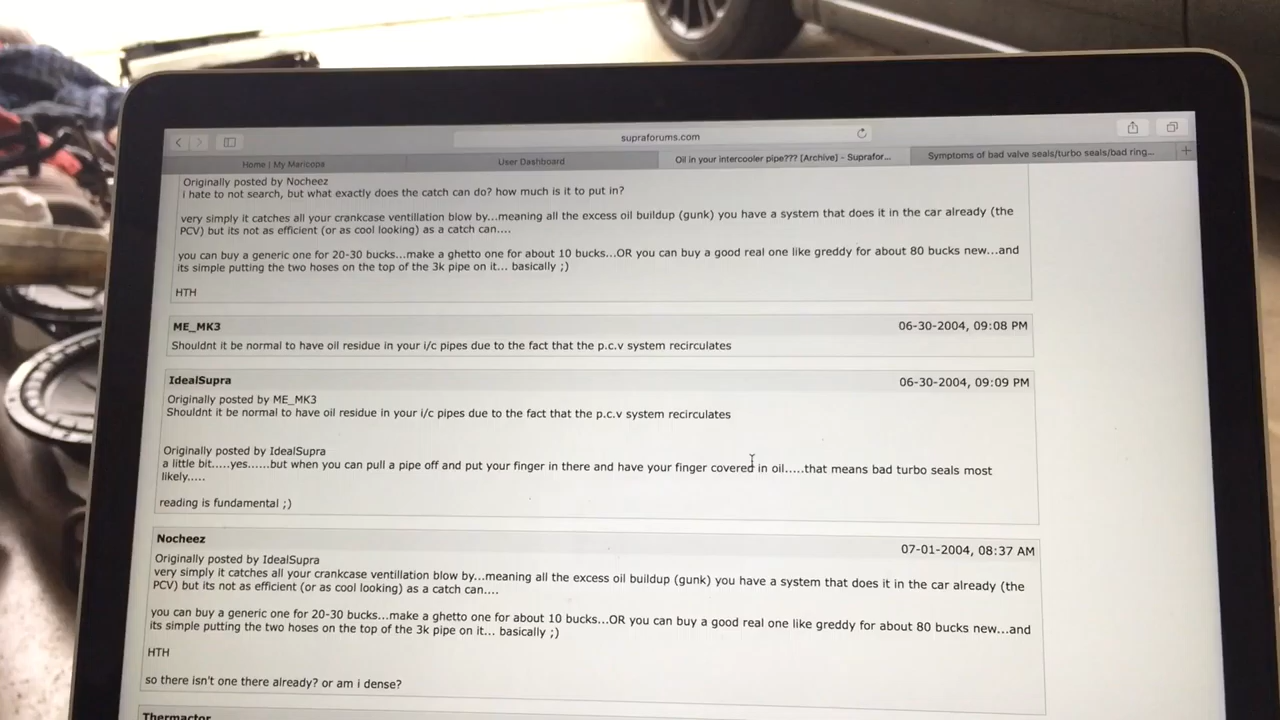 supraforums.com
Home | My Maricopa
User Dashboard
Oil in your intercooler pipe??? [Archive] - Suprafor...
Symptoms of bad valve seals/turbo seals/bad ring...
Originally posted by Nocheez
i hate to not search, but what exactly does the catch can do? how much is it to put in?
very simply it catches all your crankcase ventillation blow by...meaning all the excess oil buildup (gunk) you have a system that does it in the car already (the
PCV) but its not as efficient (or as cool looking) as a catch can....
you can buy a generic one for 20-30 bucks...make a ghetto one for about 10 bucks...OR you can buy a good real one like greddy for about 80 bucks new...and
its simple putting the two hoses on the top of the 3k pipe on it... basically ;)
HTH
ME_MK3
06-30-2004, 09:08 PM
Shouldnt it be normal to have oil residue in your i/c pipes due to the fact that the p.c.v system recirculates
IdealSupra
06-30-2004, 09:09 PM
Originally posted by ME_MK3
Shouldnt it be normal to have oil residue in your i/c pipes due to the fact that the p.c.v system recirculates
Originally posted by IdealSupra
a little bit.....yes......but when you can pull a pipe off and put your finger in there and have your finger covered in oil.....that means bad turbo seals most
likely.....
reading is fundamental ;)
Nocheez
07-01-2004, 08:37 AM
Originally posted by IdealSupra
very simply it catches all your crankcase ventillation blow by...meaning all the excess oil buildup (gunk) you have a system that does it in the car already (the
PCV) but its not as efficient (or as cool looking) as a catch can....
you can buy a generic one for 20-30 bucks...make a ghetto one for about 10 bucks...OR you can buy a good real one like greddy for about 80 bucks new...and
its simple putting the two hoses on the top of the 3k pipe on it... basically ;)
HTH
so there isn't one there already? or am i dense?
Thermactor